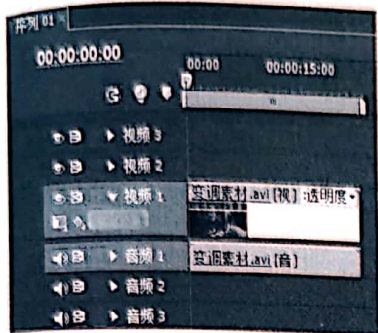 序列 01 ×
00:00:00:00
00:00 00:00:15:00
视频 3
视频 2
视频 1 变调素材.avi [视] :透明度
音频 1 变调素材.avi [音]
音频 2
音频 3